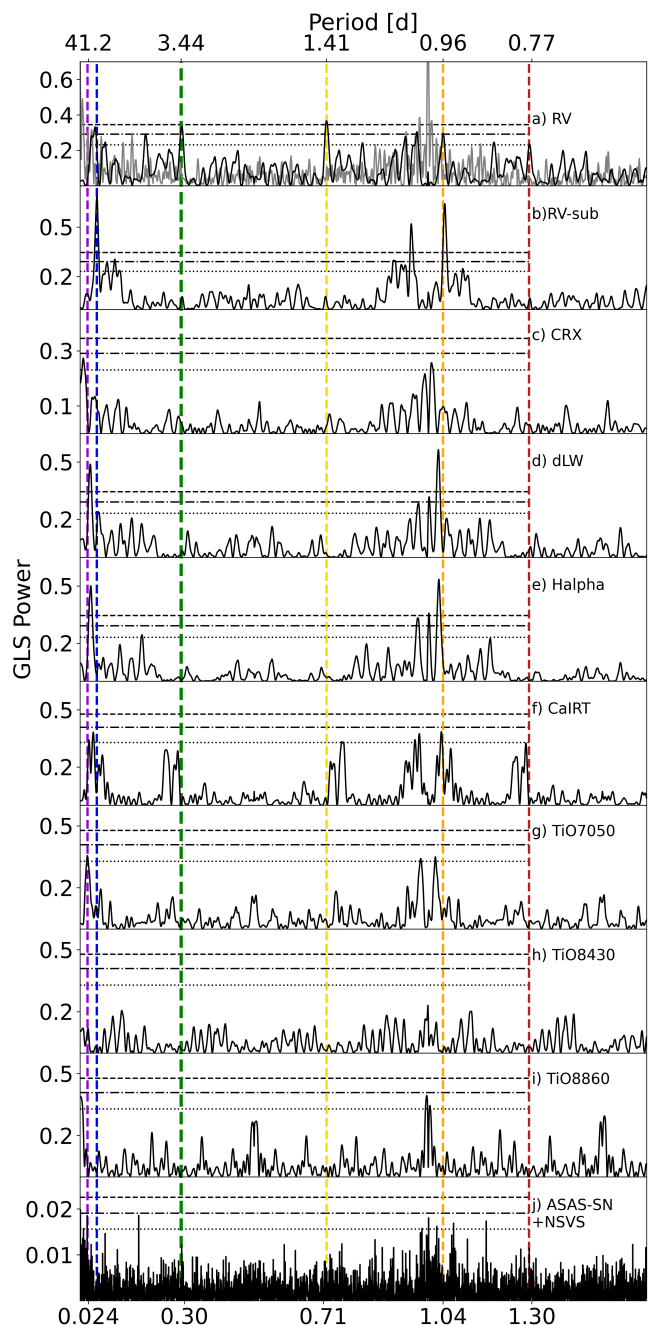 Period [d]
41.2 3.44 1.41 0.96 0.77
GLS Power
0.6
0.4
0.2
a) RV
0.5
0.2
b)RV-sub
0.3
0.1
c) CRX
0.5
0.2
d) dLW
0.5
0.2
e) Halpha
0.5
0.2
f) CaIRT
0.5
0.2
g) TiO7050
0.5
0.2
h) TiO8430
0.5
0.2
i) TiO8860
0.02
0.01
j) ASAS-SN
+NSVS
0.024 0.30 0.71 1.04 1.30